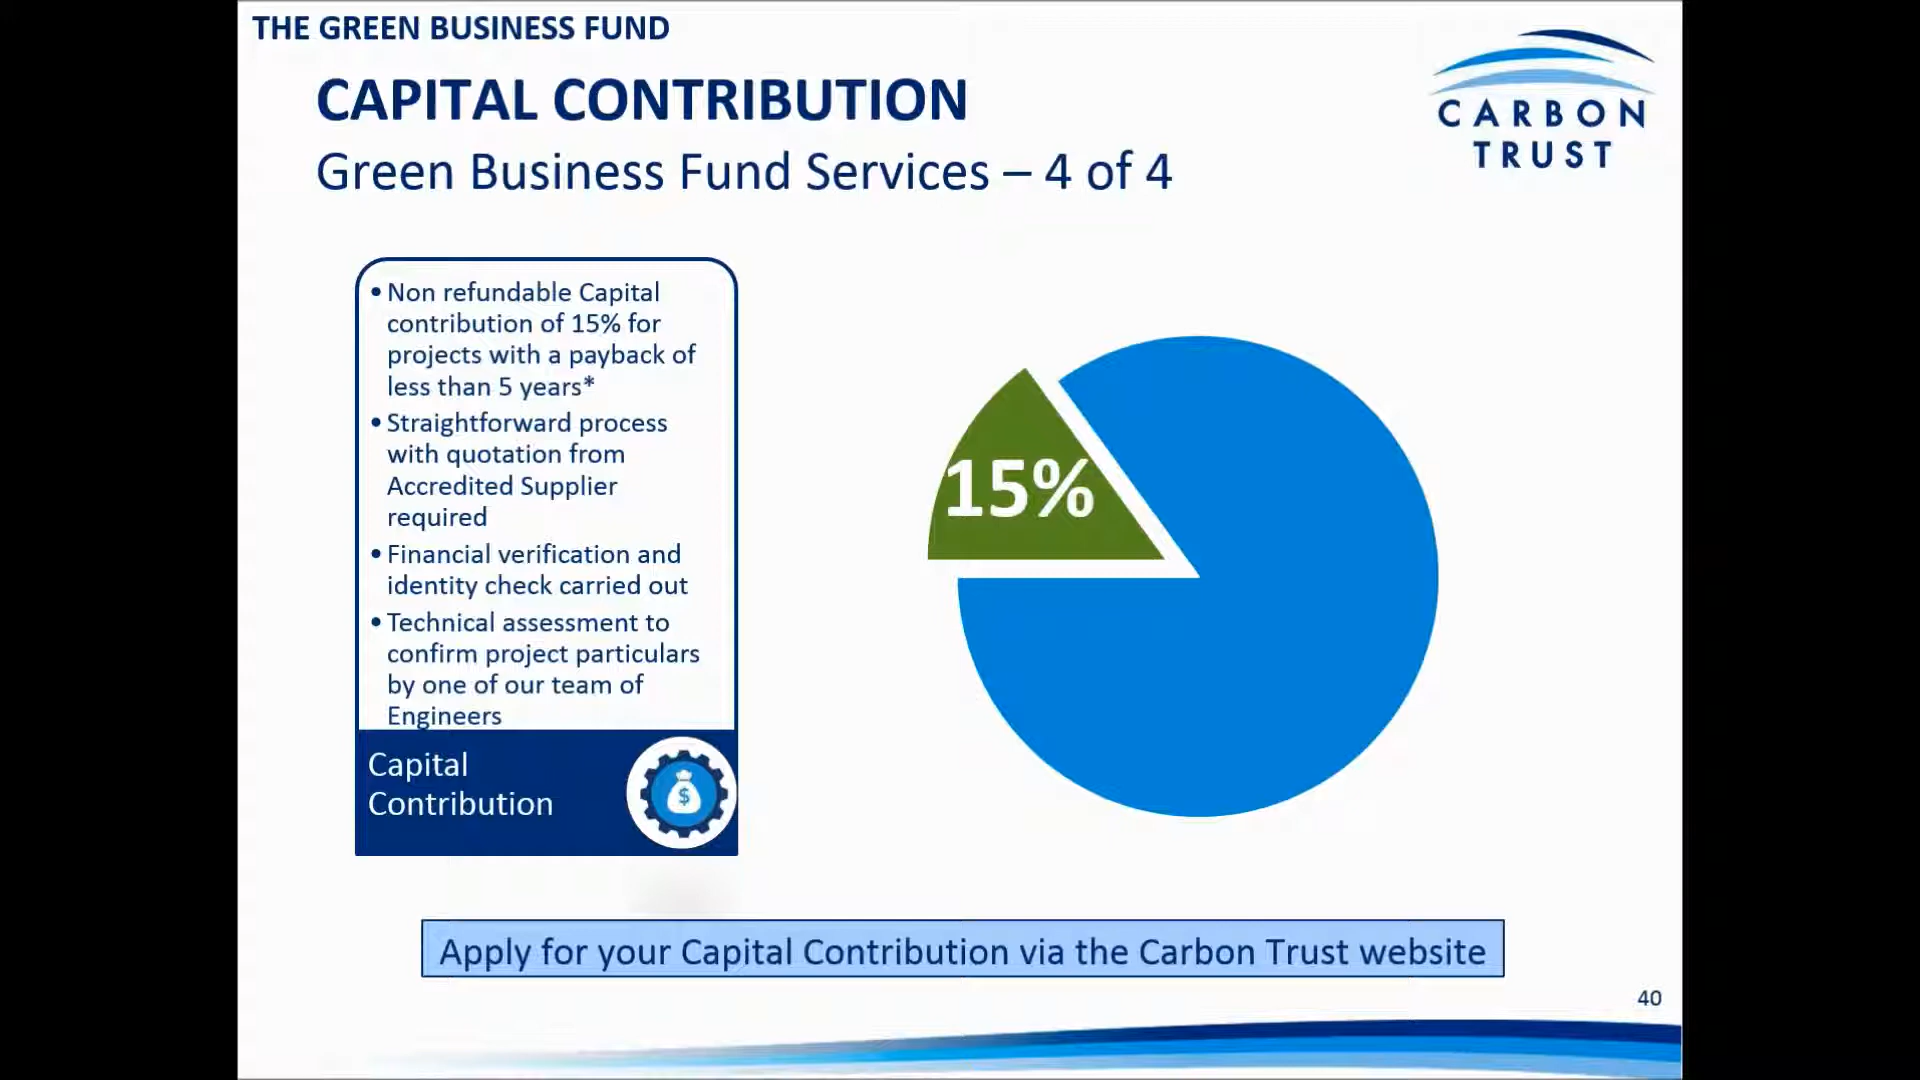 THE GREEN BUSINESS FUND
CAPITAL CONTRIBUTION
Green Business Fund Services – 4 of 4
CARBON
TRUST
• Non refundable Capital
contribution of 15% for
projects with a payback of
less than 5 years*
• Straightforward process
with quotation from
Accredited Supplier
required
• Financial verification and
identity check carried out
• Technical assessment to
confirm project particulars
by one of our team of
Engineers
Capital
Contribution
$
15%
Apply for your Capital Contribution via the Carbon Trust website
40